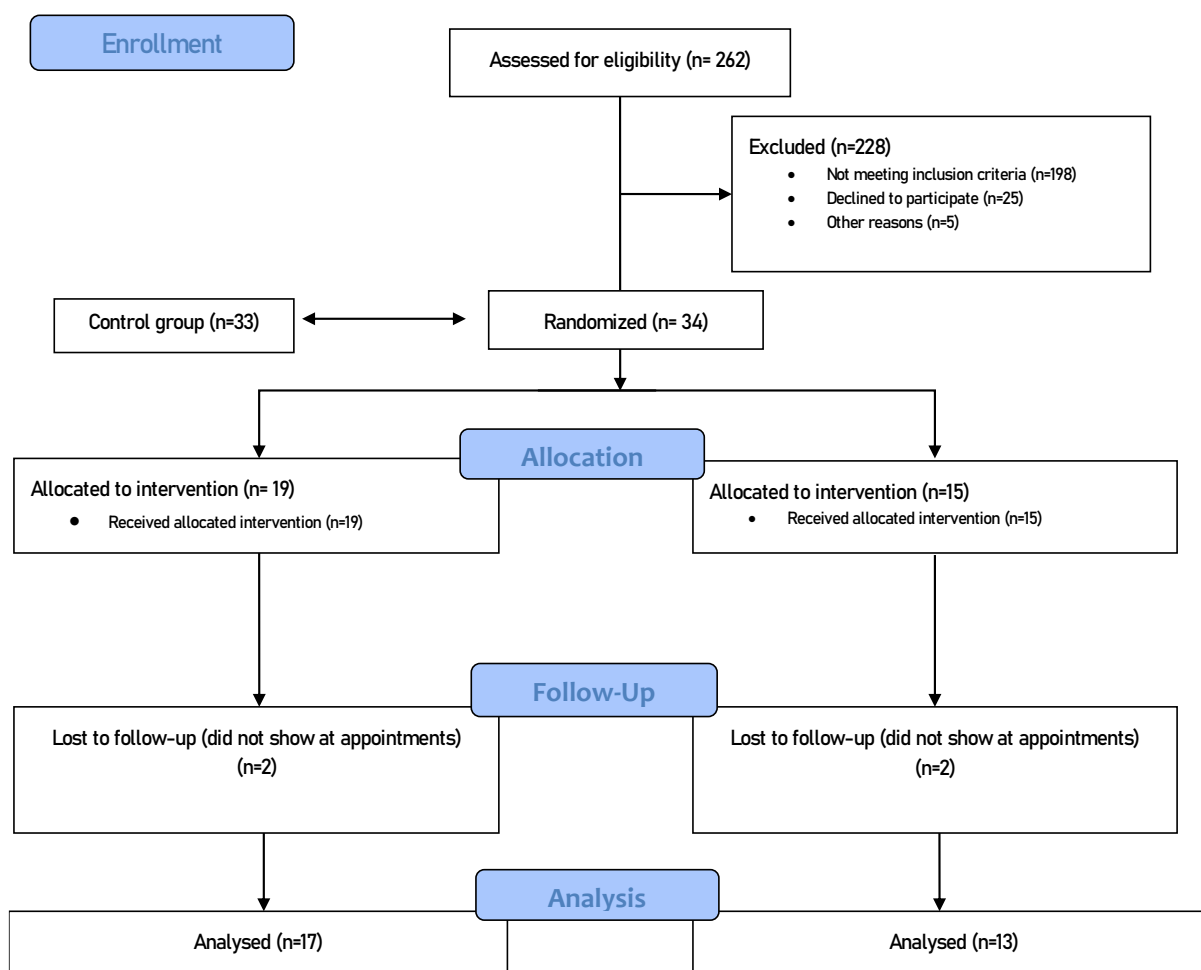 Enrollment
Assessed for eligibility (n= 262)
Excluded (n=228)
• Not meeting inclusion criteria (n=198)
• Declined to participate (n=25)
• Other reasons (n=5)
Control group (n=33)
Randomized (n= 34)
Allocation
Allocated to intervention (n= 19)
• Received allocated intervention (n=19)
Allocated to intervention (n=15)
• Received allocated intervention (n=15)
Follow-Up
Lost to follow-up (did not show at appointments)
(n=2)
Lost to follow-up (did not show at appointments)
(n=2)
Analysis
Analysed (n=17)
Analysed (n=13)